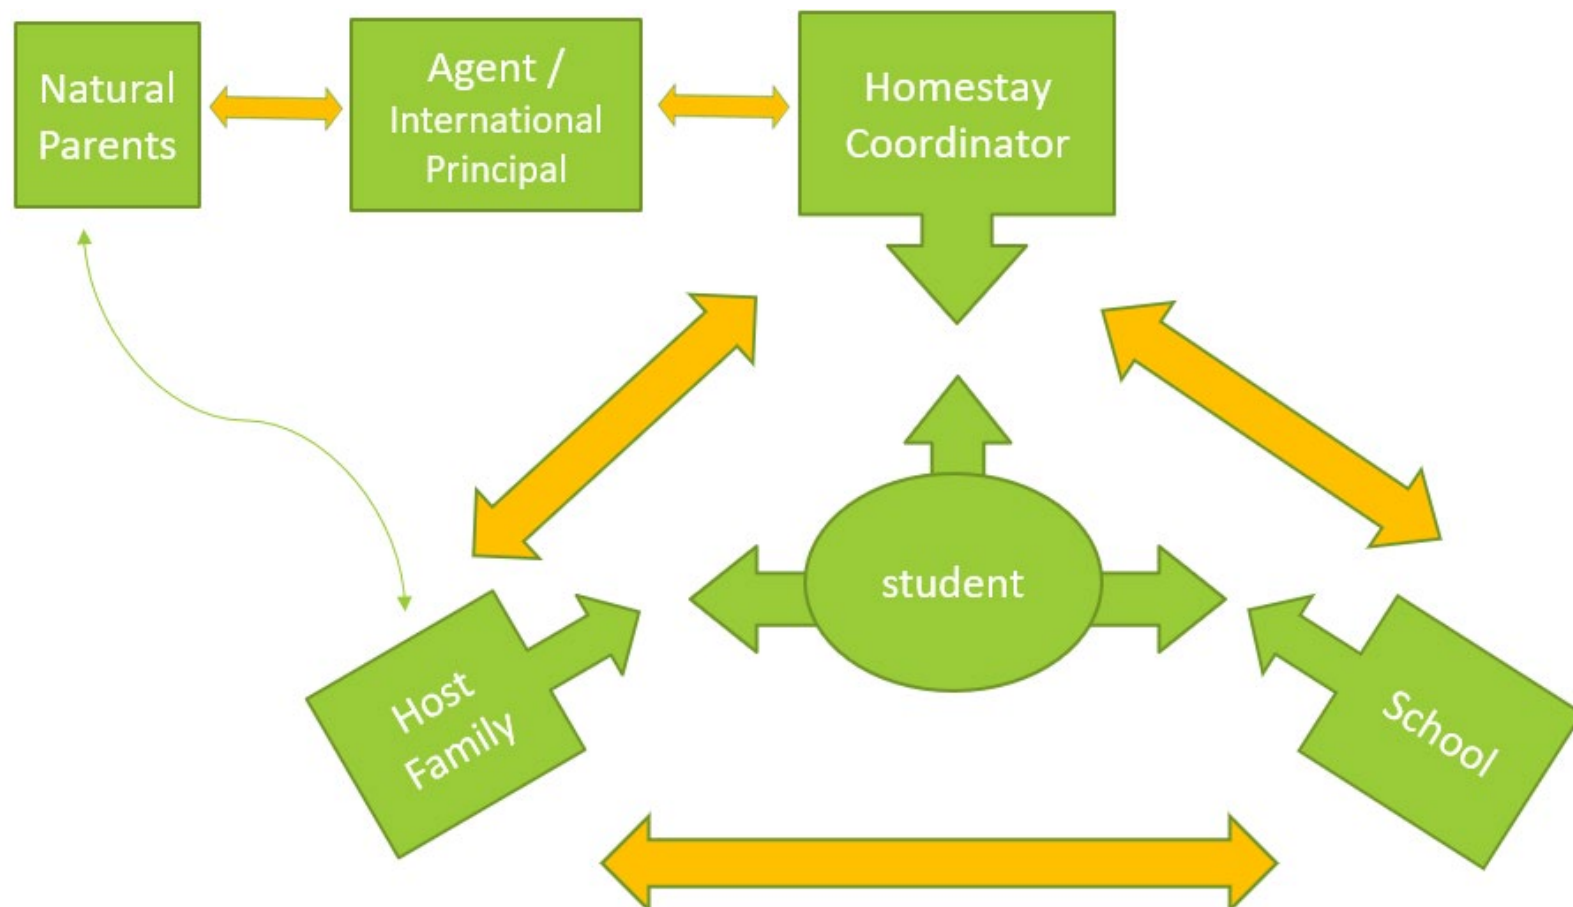 Natural
Parents
Agent /
International
Principal
Homestay
Coordinator
student
Host
Family
School